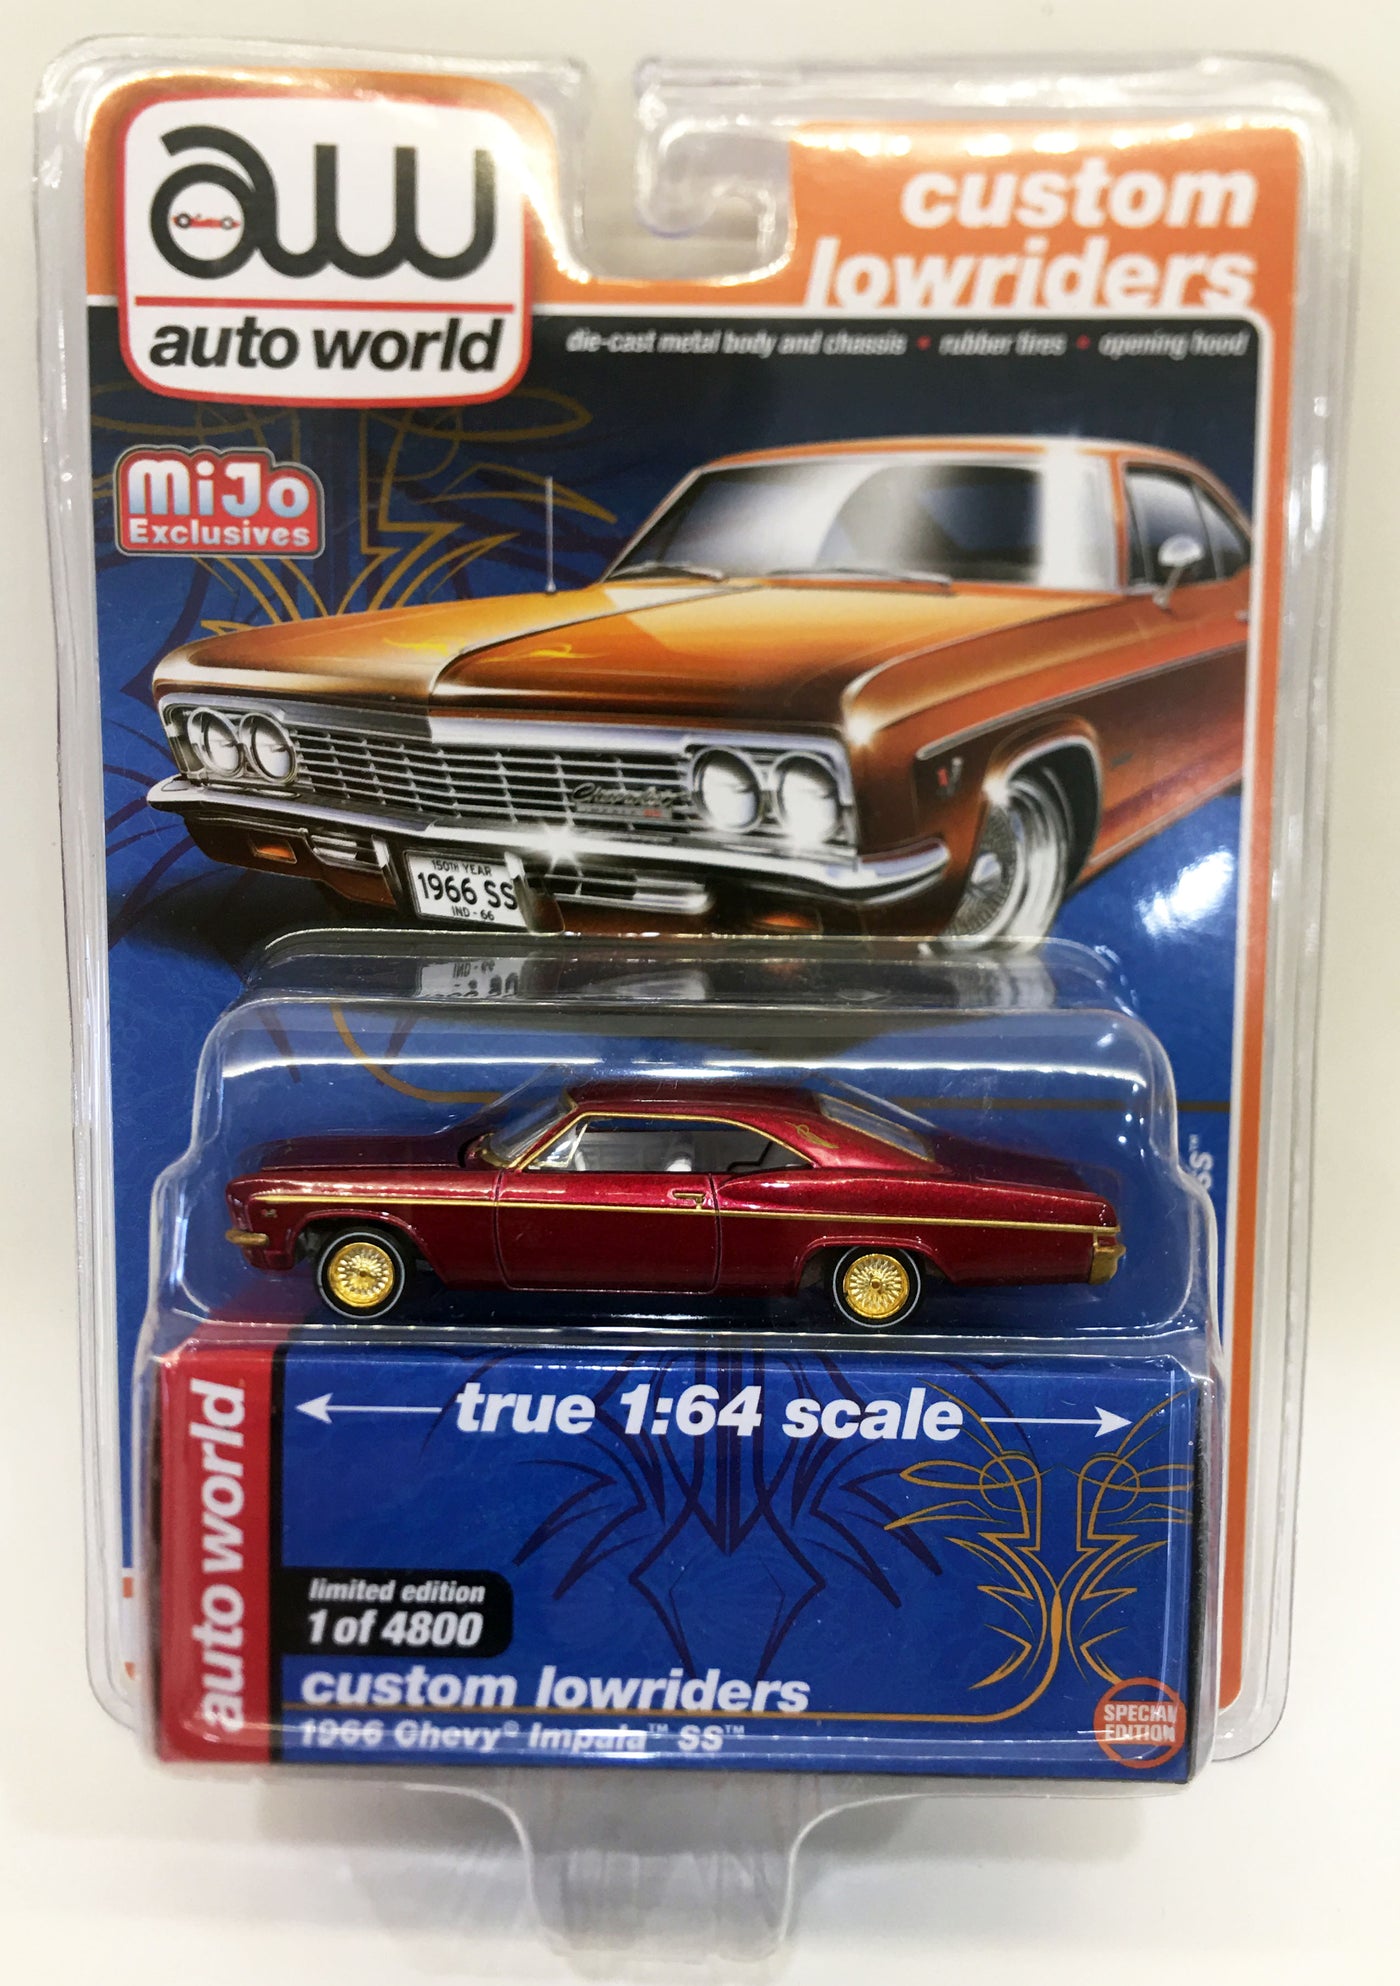 aw
auto world
custom
lowriders
die-cast metal body and chassis • rubber tires • opening hood
MiJo
Exclusives
Chevrolet
150TH YEAR
1966 SS
IND - 66
SS™
true 1:64 scale
auto world
limited edition
1 of 4800
custom lowriders
1966 Chevy® Impala™ SS™
SPECIAL
EDITION